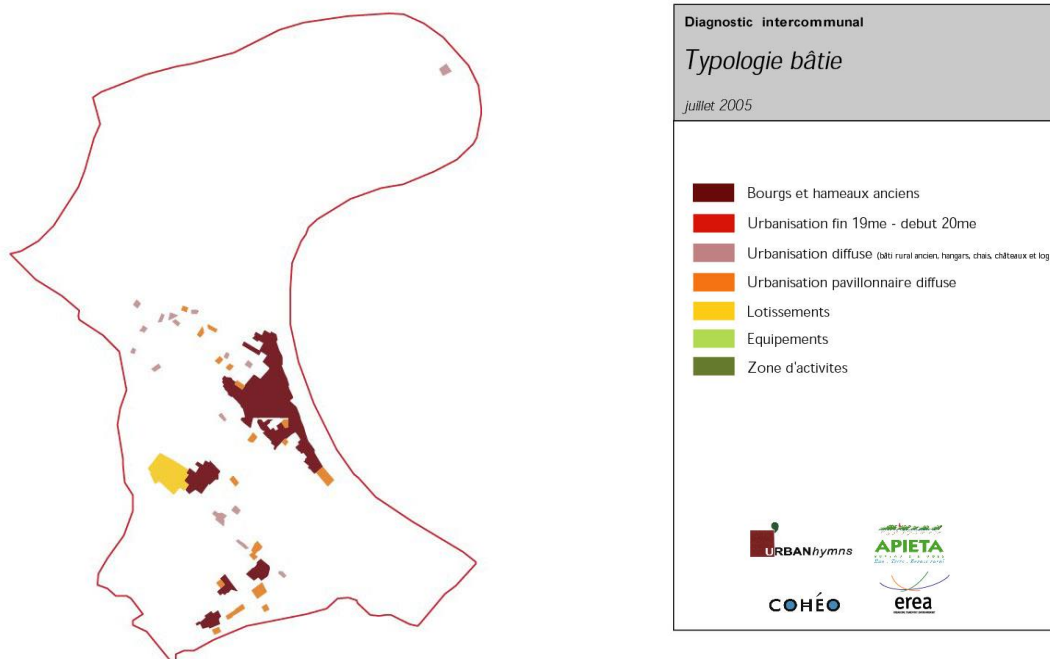 Diagnostic intercommunal
Typologie bâtie
juillet 2005
Bourgs et hameaux anciens
Urbanisation fin 19me - debut 20me
Urbanisation diffuse (bâti rural ancien, hangars, chais, châteaux et log
Urbanisation pavillonnaire diffuse
Lotissements
Equipements
Zone d'activites
URBANhymns
APIETA
COHÉO
erea